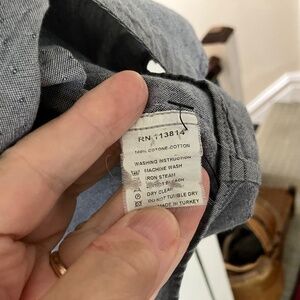 RN 113814
100% COTONE-COTTON
WASHING INSTRUCTION
MACHINE WASH
IRON STEAM
BLEACH
DRY CLEAN
DO NOT TUMBLE DRY
MADE IN TURKEY